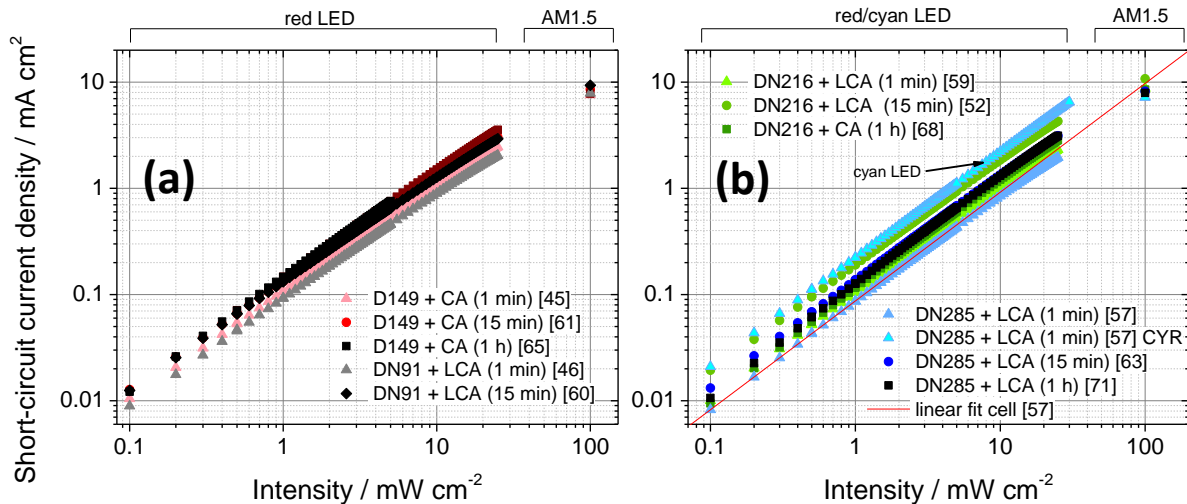 red LED
AM1.5
red/cyan LED
AM1.5
Short-circuit current density / mA cm²
10
1
0.1
0.01
(a)
D149 + CA (1 min) [45]
D149 + CA (15 min) [61]
D149 + CA (1 h) [65]
DN91 + LCA (1 min) [46]
DN91 + LCA (15 min) [60]
0.1
1
10
100
Intensity / mW cm⁻²
10
1
0.1
0.01
DN216 + LCA (1 min) [59]
DN216 + LCA (15 min) [52]
DN216 + CA (1 h) [68]
(b)
cyan LED
DN285 + LCA (1 min) [57]
DN285 + LCA (1 min) [57] CYR
DN285 + LCA (15 min) [63]
DN285 + LCA (1 h) [71]
linear fit cell [57]
0.1
1
10
100
Intensity / mW cm⁻²